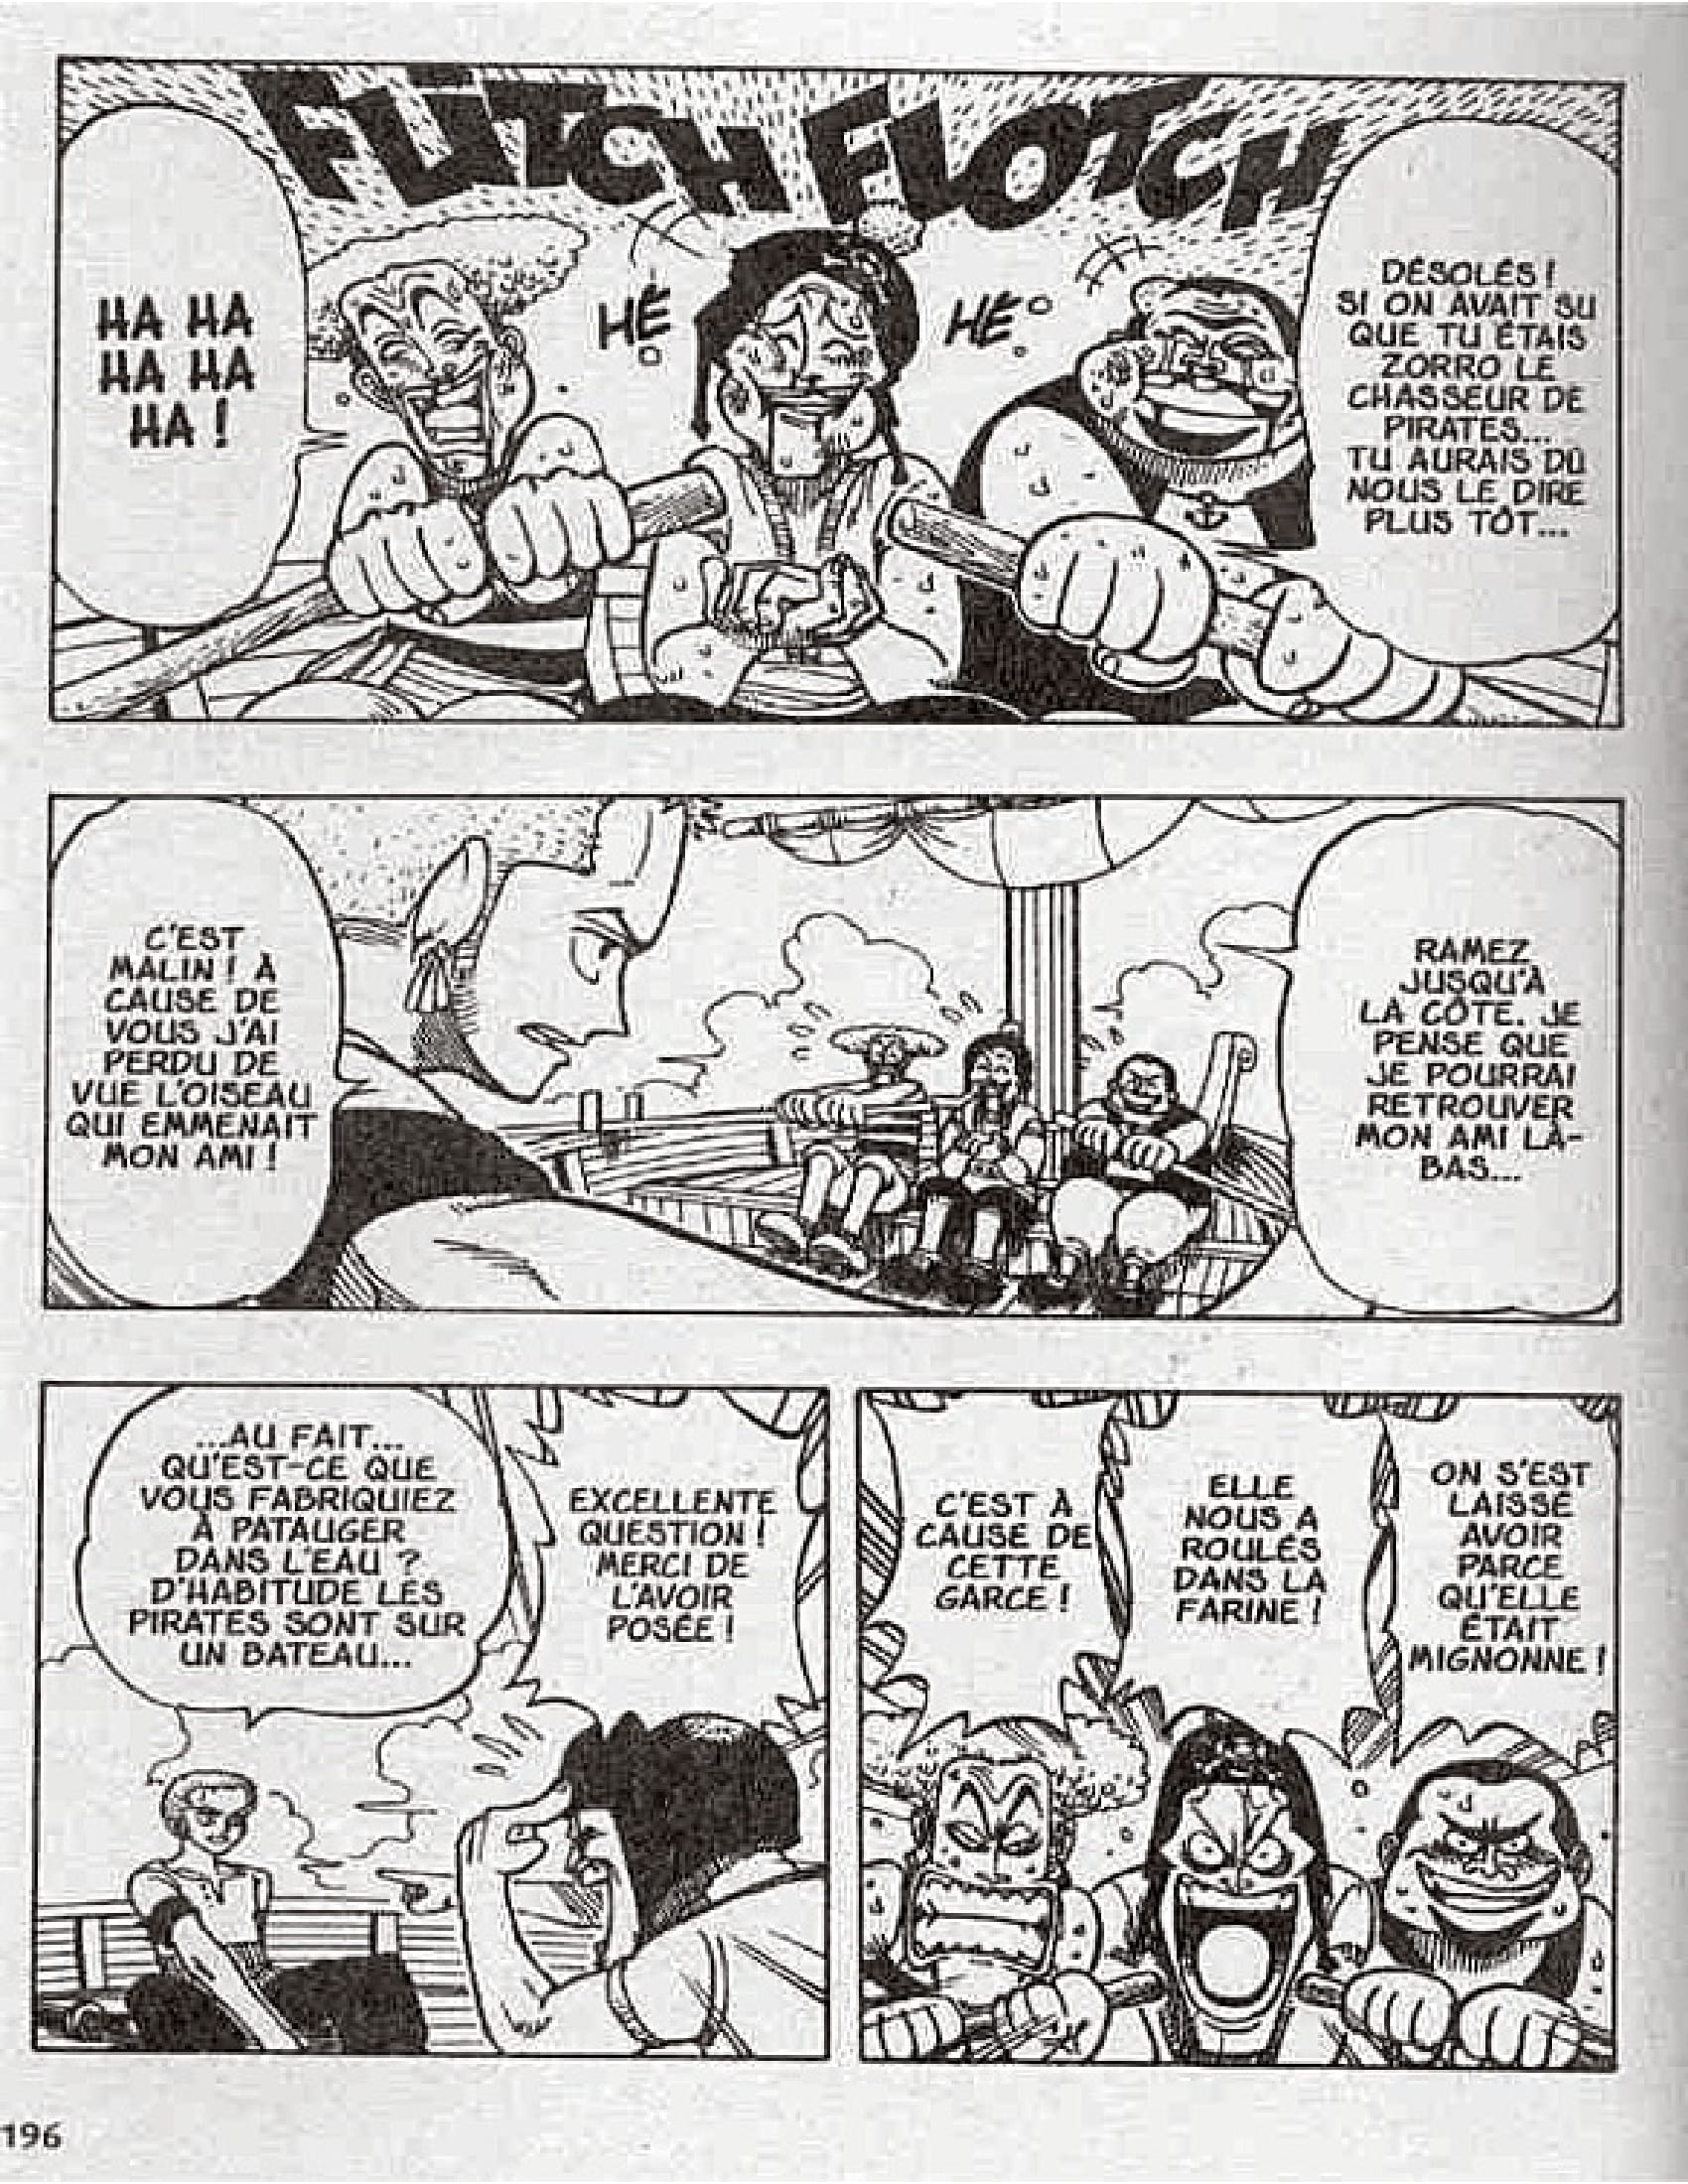 FLITCH FLOTCH
HA HA
HA HA
HA !
HÉ
HÉ
DÉSOLÉS !
SI ON AVAIT SU
QUE TU ÉTAIS
ZORRO LE
CHASSEUR DE
PIRATES...
TU AURAIS DÛ
NOUS LE DIRE
PLUS TÔT...
C'EST
MALIN ! À
CAUSE DE
VOUS J'AI
PERDU DE
VUE L'OISEAU
QUI EMMENAIT
MON AMI !
RAMEZ
JUSQU'À
LA CÔTE. JE
PENSE QUE
JE POURRAI
RETROUVER
MON AMI LÀ-
BAS...
...AU FAIT...
QU'EST-CE QUE
VOUS FABRIQUIEZ
À PATAUGER
DANS L'EAU ?
D'HABITUDE LES
PIRATES SONT SUR
UN BATEAU...
EXCELLENTE
QUESTION !
MERCI DE
L'AVOIR
POSÉE !
C'EST À
CAUSE DE
CETTE
GARCE !
ELLE
NOUS A
ROULÉS
DANS LA
FARINE !
ON S'EST
LAISSÉ
AVOIR
PARCE
QU'ELLE
ÉTAIT
MIGNONNE !
196